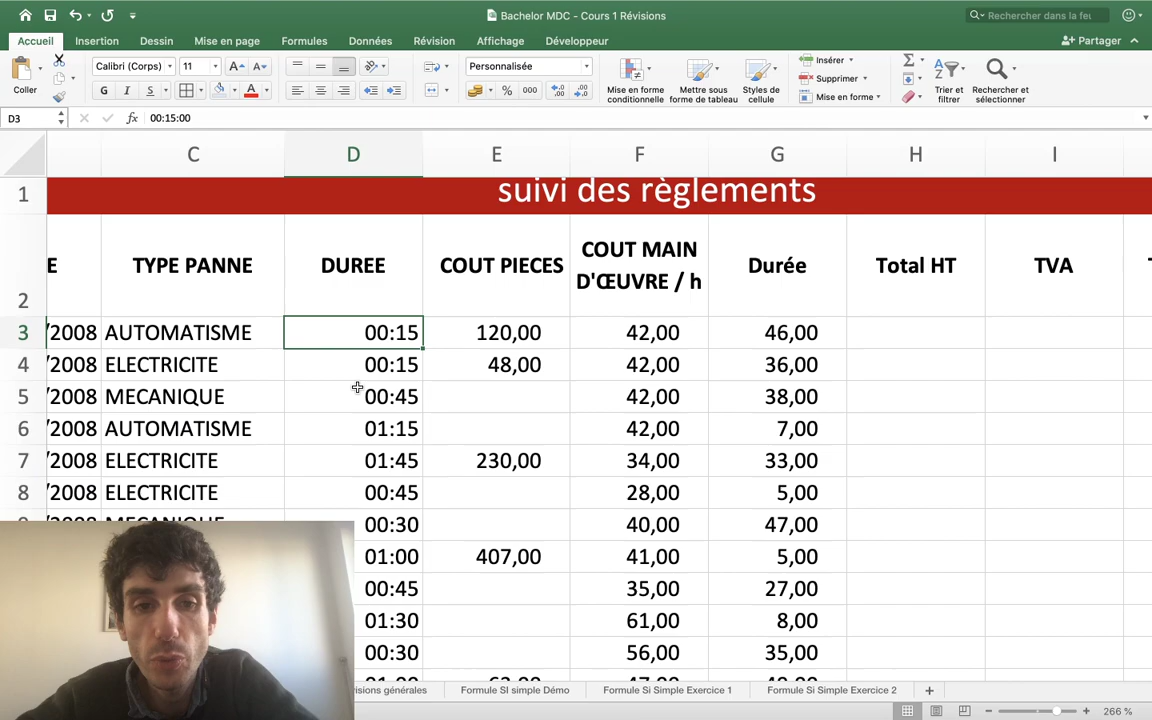 Bachelor MDC - Cours 1 Révisions
Rechercher dans la feu
Accueil Insertion Dessin Mise en page Formules Données Révision Affichage Développeur Partager
Coller
Calibri (Corps) 11
G I S A
Personnalisée
% 000
Mise en forme conditionnelle
Mettre sous forme de tableau
Styles de cellule
Insérer
Supprimer
Mise en forme
Trier et filtrer
Rechercher et sélectionner
D3 fx 00:15:00
C D E F G H I
1 suivi des règlements
2 E TYPE PANNE DUREE COUT PIECES COUT MAIN D'ŒUVRE / h Durée Total HT TVA
3 /2008 AUTOMATISME 00:15 120,00 42,00 46,00
4 /2008 ELECTRICITE 00:15 48,00 42,00 36,00
5 /2008 MECANIQUE 00:45 42,00 38,00
6 /2008 AUTOMATISME 01:15 42,00 7,00
7 /2008 ELECTRICITE 01:45 230,00 34,00 33,00
8 /2008 ELECTRICITE 00:45 28,00 5,00
00:30 40,00 47,00
01:00 407,00 41,00 5,00
00:45 35,00 27,00
01:30 61,00 8,00
00:30 56,00 35,00
isions générales Formule SI simple Démo Formule Si Simple Exercice 1 Formule Si Simple Exercice 2
266 %